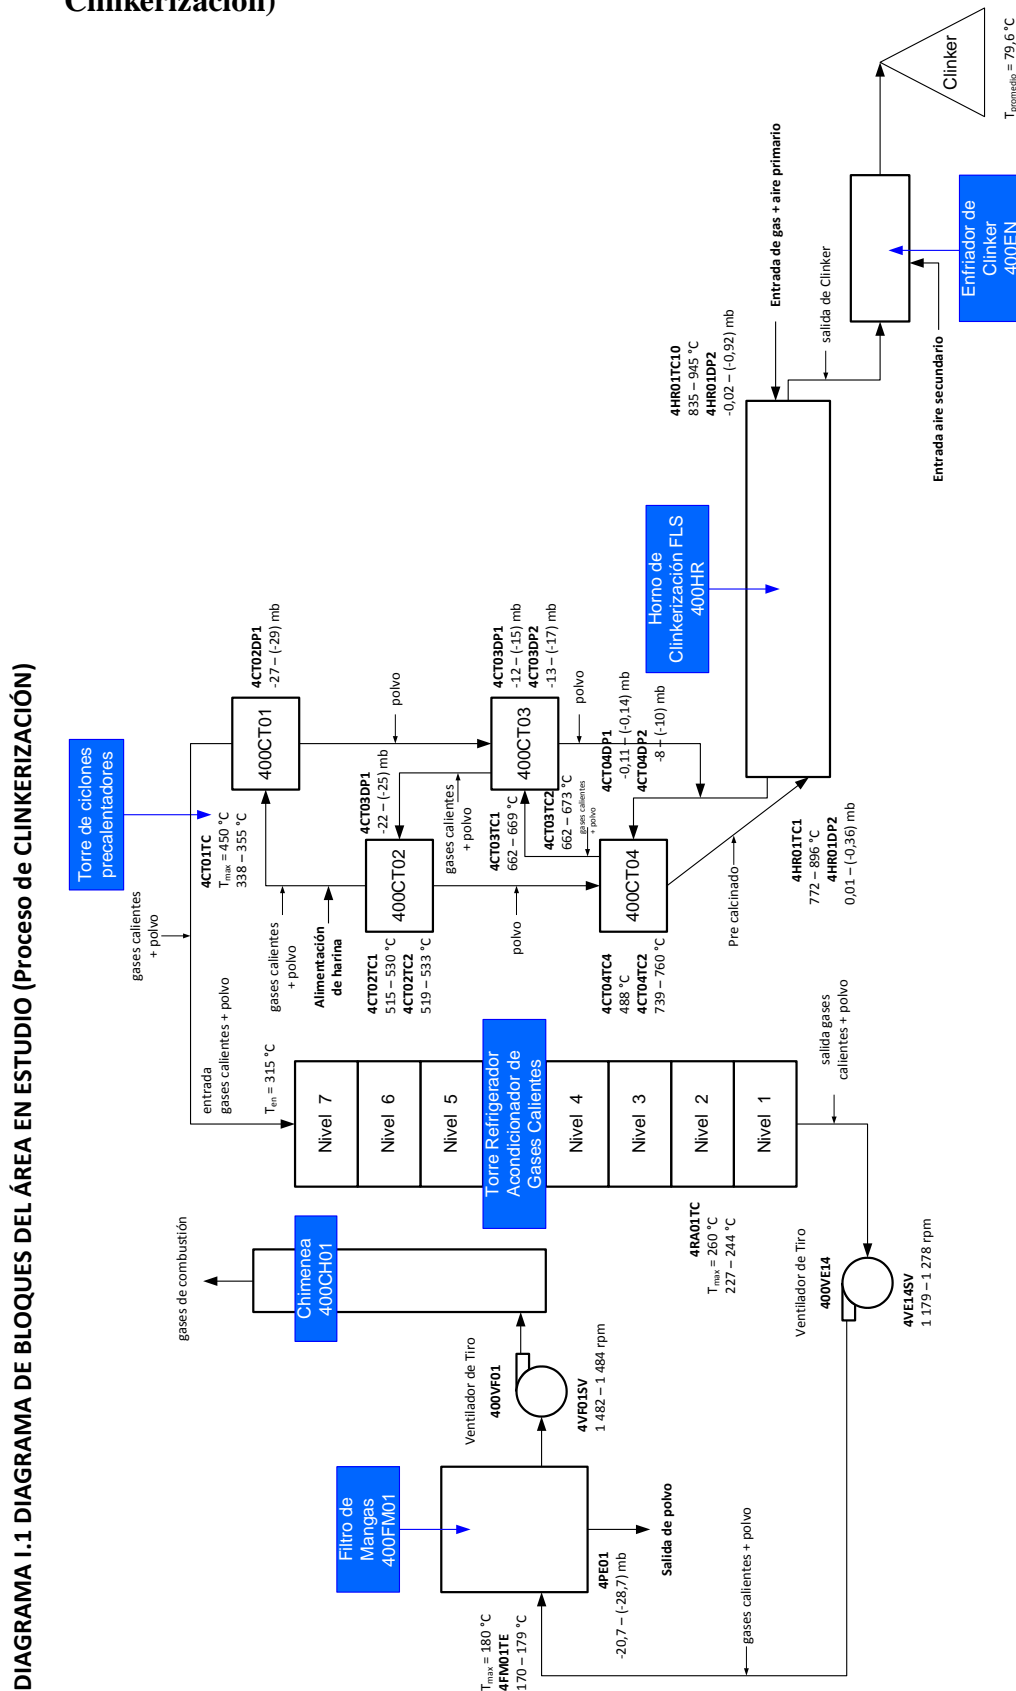 Clinkerización)
DIAGRAMA I.1 DIAGRAMA DE BLOQUES DEL ÁREA EN ESTUDIO (Proceso de CLINKERIZACIÓN)
Torre de ciclones
precalentadores
gases calientes
+ polvo
4CT01TC
Tmax = 450 °C
338 – 355 °C
entrada
gases calientes + polvo
Ten = 315 °C
gases calientes
+ polvo
Alimentación
de harina
400CT01
4CT02DP1
-27 – (-29) mb
polvo
4CT03DP1
-22 – (-25) mb
400CT02
4CT02TC1
515 – 530 °C
4CT02TC2
519 – 533 °C
gases calientes
+ polvo
400CT03
4CT03DP1
-12 – (-15) mb
4CT03DP2
-13 – (-17) mb
4CT03TC1
662 – 669 °C
4CT03TC2
662 – 673 °C
gases calientes
+ polvo
polvo
polvo
400CT04
4CT04TC4
488 °C
4CT04TC2
739 – 760 °C
4CT04DP1
-0,11 – (-0,14) mb
4CT04DP2
-8 – (-10) mb
Pre calcinado
4HR01TC1
772 – 896 °C
4HR01DP2
0,01 – (-0,36) mb
Horno de
Clinkerización FLS
400HR
4HR01TC10
835 – 945 °C
4HR01DP2
-0,02 – (-0,92) mb
Entrada de gas + aire primario
salida de Clinker
Entrada aire secundario
Enfriador de
Clinker
400EN
Clinker
Tpromedio = 79,6 °C
Nivel 7
Nivel 6
Nivel 5
Torre Refrigerador
Acondicionador de
Gases Calientes
Nivel 4
Nivel 3
Nivel 2
Nivel 1
4RA01TC
Tmax = 260 °C
227 – 244 °C
salida gases
calientes + polvo
Ventilador de Tiro
400VE14
4VE14SV
1 179 – 1 278 rpm
gases de combustión
Chimenea
400CH01
Ventilador de Tiro
400VF01
4VF01SV
1 482 – 1 484 rpm
Filtro de
Mangas
400FM01
4PE01
-20,7 – (-28,7) mb
Salida de polvo
Tmax = 180 °C
4FM01TE
170 – 179 °C
gases calientes + polvo